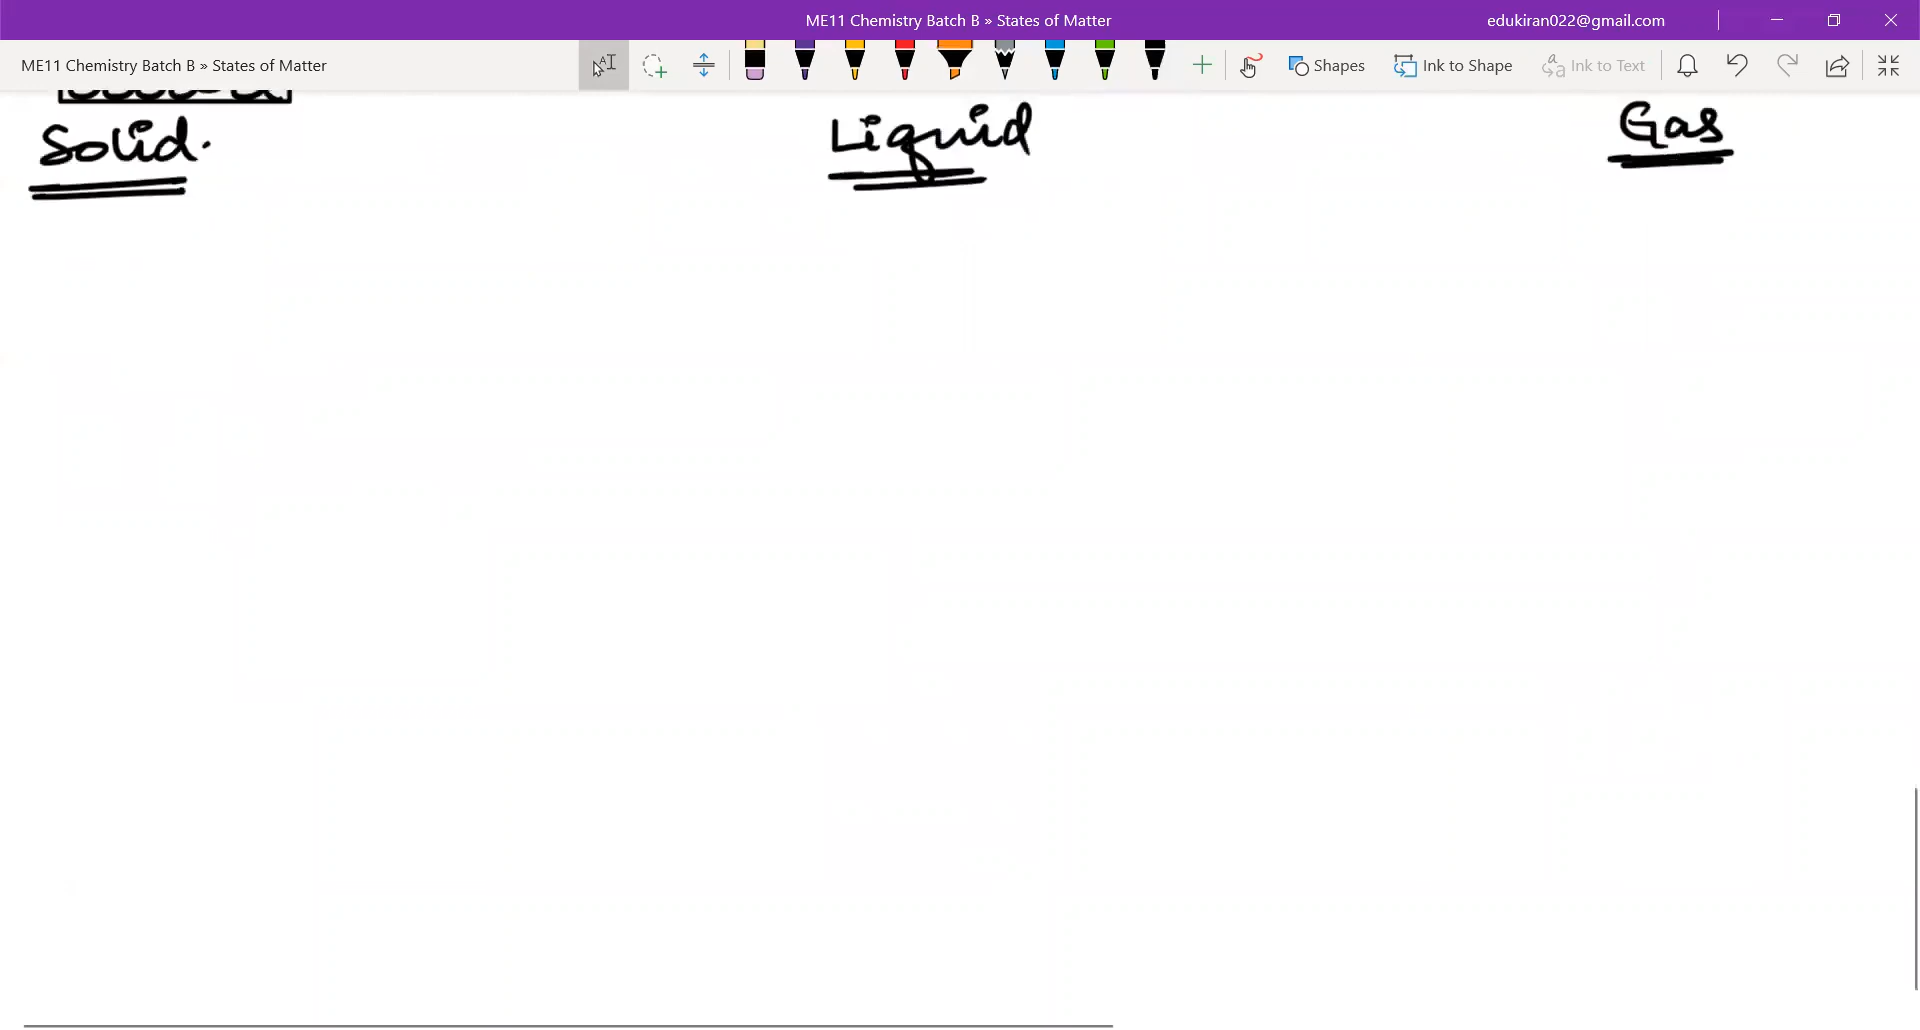 ME11 Chemistry Batch B » States of Matter
edukiran022@gmail.com
ME11 Chemistry Batch B » States of Matter
Shapes
Ink to Shape
Ink to Text
Solid.
Liquid
Gas